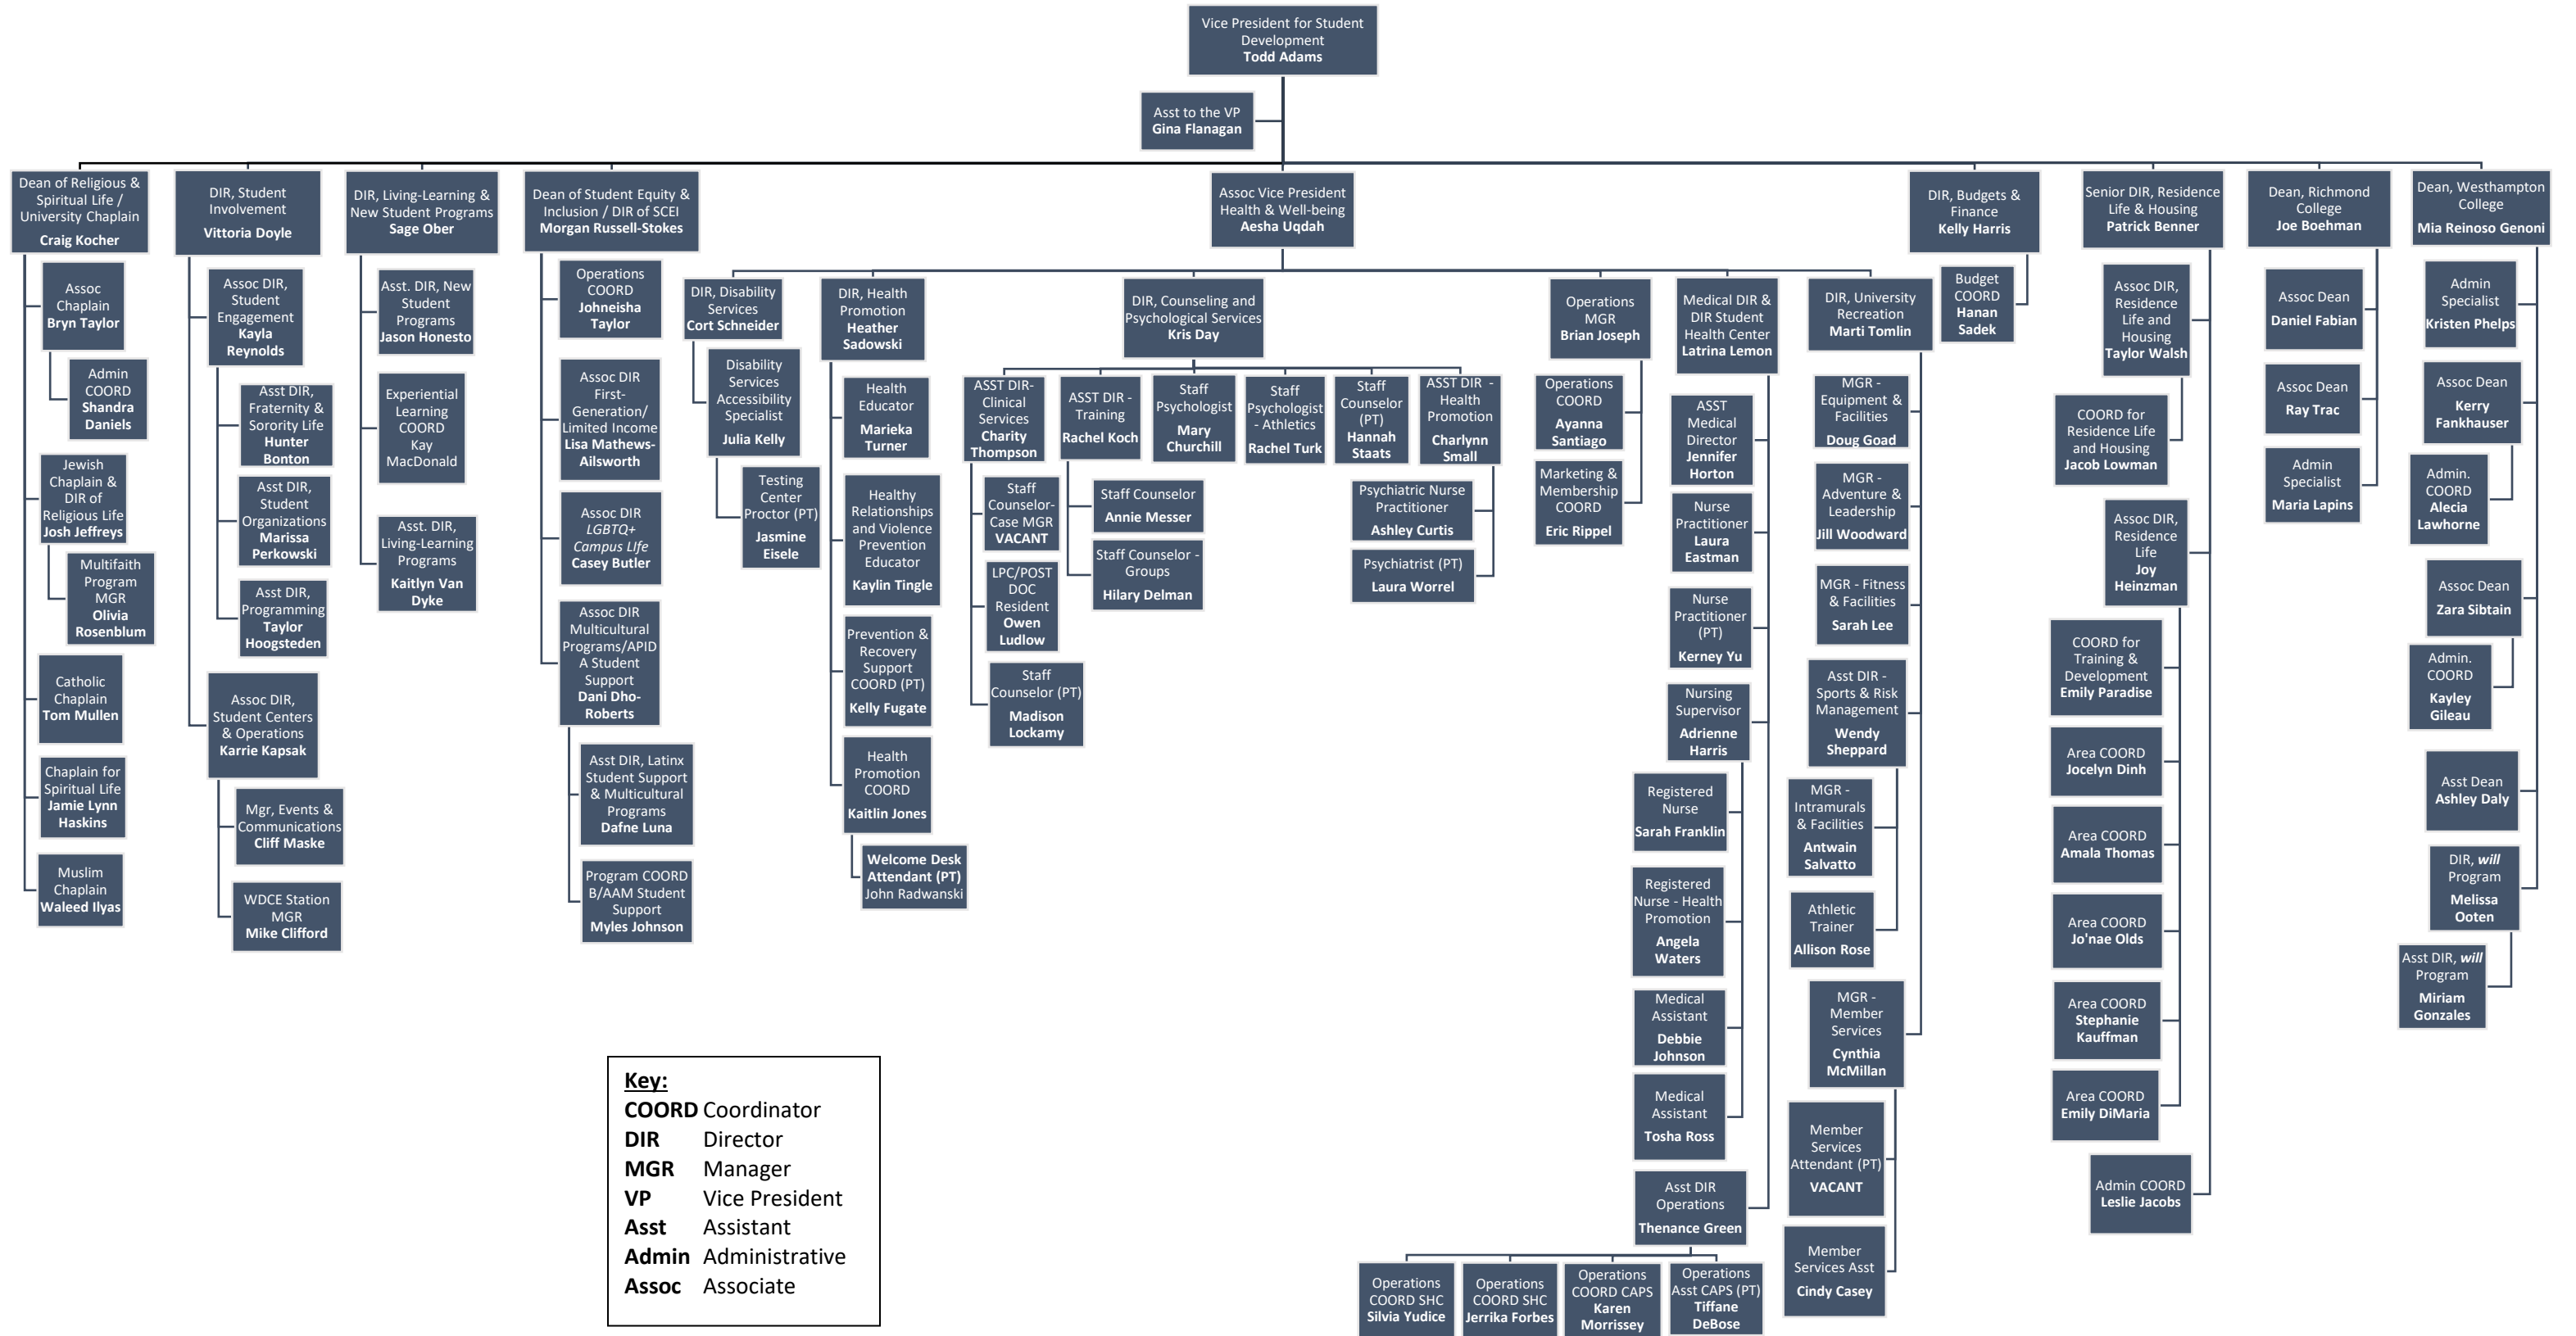 Vice President for Student
Development
Todd Adams
Asst to the VP
Gina Flanagan
Dean of Religious &
Spiritual Life /
University Chaplain
Craig Kocher
Assoc
Chaplain
Bryn Taylor
Admin
COORD
Shandra
Daniels
Jewish
Chaplain &
DIR of
Religious Life
Josh Jeffreys
Multifaith
Program
MGR
Olivia
Rosenblum
Catholic
Chaplain
Tom Mullen
Chaplain for
Spiritual Life
Jamie Lynn
Haskins
Muslim
Chaplain
Waleed Ilyas
DIR, Student
Involvement
Vittoria Doyle
Assoc DIR,
Student
Engagement
Kayla
Reynolds
Asst DIR,
Fraternity &
Sorority Life
Hunter
Bonton
Asst DIR,
Student
Organizations
Marissa
Perkowski
Asst DIR,
Programming
Taylor
Hoogsteden
Assoc DIR,
Student Centers
& Operations
Karrie Kapsak
Mgr, Events &
Communications
Cliff Maske
WDCE Station
MGR
Mike Clifford
DIR, Living-Learning &
New Student Programs
Sage Ober
Asst. DIR, New
Student
Programs
Jason Honesto
Experiential
Learning
COORD
Kay
MacDonald
Asst. DIR,
Living-Learning
Programs
Kaitlyn Van
Dyke
Dean of Student Equity &
Inclusion / DIR of SCEI
Morgan Russell-Stokes
Operations
COORD
Johneisha
Taylor
Assoc DIR
First-
Generation/
Limited Income
Lisa Mathews-
Ailsworth
Assoc DIR
LGBTQ+
Campus LIfe
Casey Butler
Assoc DIR
Multicultural
Programs/APID
A Student
Support
Dani Dho-
Roberts
Asst DIR, Latinx
Student Support
& Multicultural
Programs
Dafne Luna
Program COORD
B/AAM Student
Support
Myles Johnson
Assoc Vice President
Health & Well-being
Aesha Uqdah
DIR, Disability
Services
Cort Schneider
Disability
Services
Accessibility
Specialist
Julia Kelly
Testing
Center
Proctor (PT)
Jasmine
Eisele
DIR, Health
Promotion
Heather
Sadowski
Health
Educator
Marieka
Turner
Healthy
Relationships
and Violence
Prevention
Educator
Kaylin Tingle
Prevention &
Recovery
Support
COORD (PT)
Kelly Fugate
Health
Promotion
COORD
Kaitlin Jones
Welcome Desk
Attendant (PT)
John Radwanski
DIR, Counseling and
Psychological Services
Kris Day
ASST DIR-
Clinical
Services
Charity
Thompson
Staff
Counselor-
Case MGR
VACANT
LPC/POST
DOC
Resident
Owen
Ludlow
Staff
Counselor (PT)
Madison
Lockamy
ASST DIR -
Training
Rachel Koch
Staff Counselor
Annie Messer
Staff Counselor -
Groups
Hilary Delman
Staff
Psychologist
Mary
Churchill
Staff
Psychologist
- Athletics
Rachel Turk
Staff
Counselor
(PT)
Hannah
Staats
ASST DIR -
Health
Promotion
Charlynn
Small
Psychiatric Nurse
Practitioner
Ashley Curtis
Psychiatrist (PT)
Laura Worrel
Operations
MGR
Brian Joseph
Operations
COORD
Ayanna
Santiago
Marketing &
Membership
COORD
Eric Rippel
Medical DIR &
DIR Student
Health Center
Latrina Lemon
ASST
Medical
Director
Jennifer
Horton
Nurse
Practitioner
Laura
Eastman
Nurse
Practitioner
(PT)
Kerney Yu
Nursing
Supervisor
Adrienne
Harris
Registered
Nurse
Sarah Franklin
Registered
Nurse - Health
Promotion
Angela
Waters
Medical
Assistant
Debbie
Johnson
Medical
Assistant
Tosha Ross
Asst DIR
Operations
Thenance Green
Operations
COORD SHC
Silvia Yudice
Operations
COORD SHC
Jerrika Forbes
Operations
COORD CAPS
Karen
Morrissey
Operations
Asst CAPS (PT)
Tiffane
DeBose
DIR, University
Recreation
Marti Tomlin
MGR -
Equipment &
Facilities
Doug Goad
MGR -
Adventure &
Leadership
Jill Woodward
MGR - Fitness
& Facilities
Sarah Lee
Asst DIR -
Sports & Risk
Management
Wendy
Sheppard
MGR -
Intramurals
& Facilities
Antwain
Salvatto
Athletic
Trainer
Allison Rose
MGR -
Member
Services
Cynthia
McMillan
Member
Services
Attendant (PT)
VACANT
Member
Services Asst
Cindy Casey
DIR, Budgets &
Finance
Kelly Harris
Budget
COORD
Hanan
Sadek
Senior DIR, Residence
Life & Housing
Patrick Benner
Assoc DIR,
Residence
Life and
Housing
Taylor Walsh
COORD for
Residence Life
and Housing
Jacob Lowman
Assoc DIR,
Residence
Life
Joy
Heinzman
COORD for
Training &
Development
Emily Paradise
Area COORD
Jocelyn Dinh
Area COORD
Amala Thomas
Area COORD
Jo'nae Olds
Area COORD
Stephanie
Kauffman
Area COORD
Emily DiMaria
Admin COORD
Leslie Jacobs
Dean, Richmond
College
Joe Boehman
Assoc Dean
Daniel Fabian
Assoc Dean
Ray Trac
Admin
Specialist
Maria Lapins
Dean, Westhampton
College
Mia Reinoso Genoni
Admin
Specialist
Kristen Phelps
Assoc Dean
Kerry
Fankhauser
Admin.
COORD
Alecia
Lawhorne
Assoc Dean
Zara Sibtain
Admin.
COORD
Kayley
Gileau
Asst Dean
Ashley Daly
DIR, will
Program
Melissa
Ooten
Asst DIR, will
Program
Miriam
Gonzales
Key:
COORD Coordinator
DIR Director
MGR Manager
VP Vice President
Asst Assistant
Admin Administrative
Assoc Associate